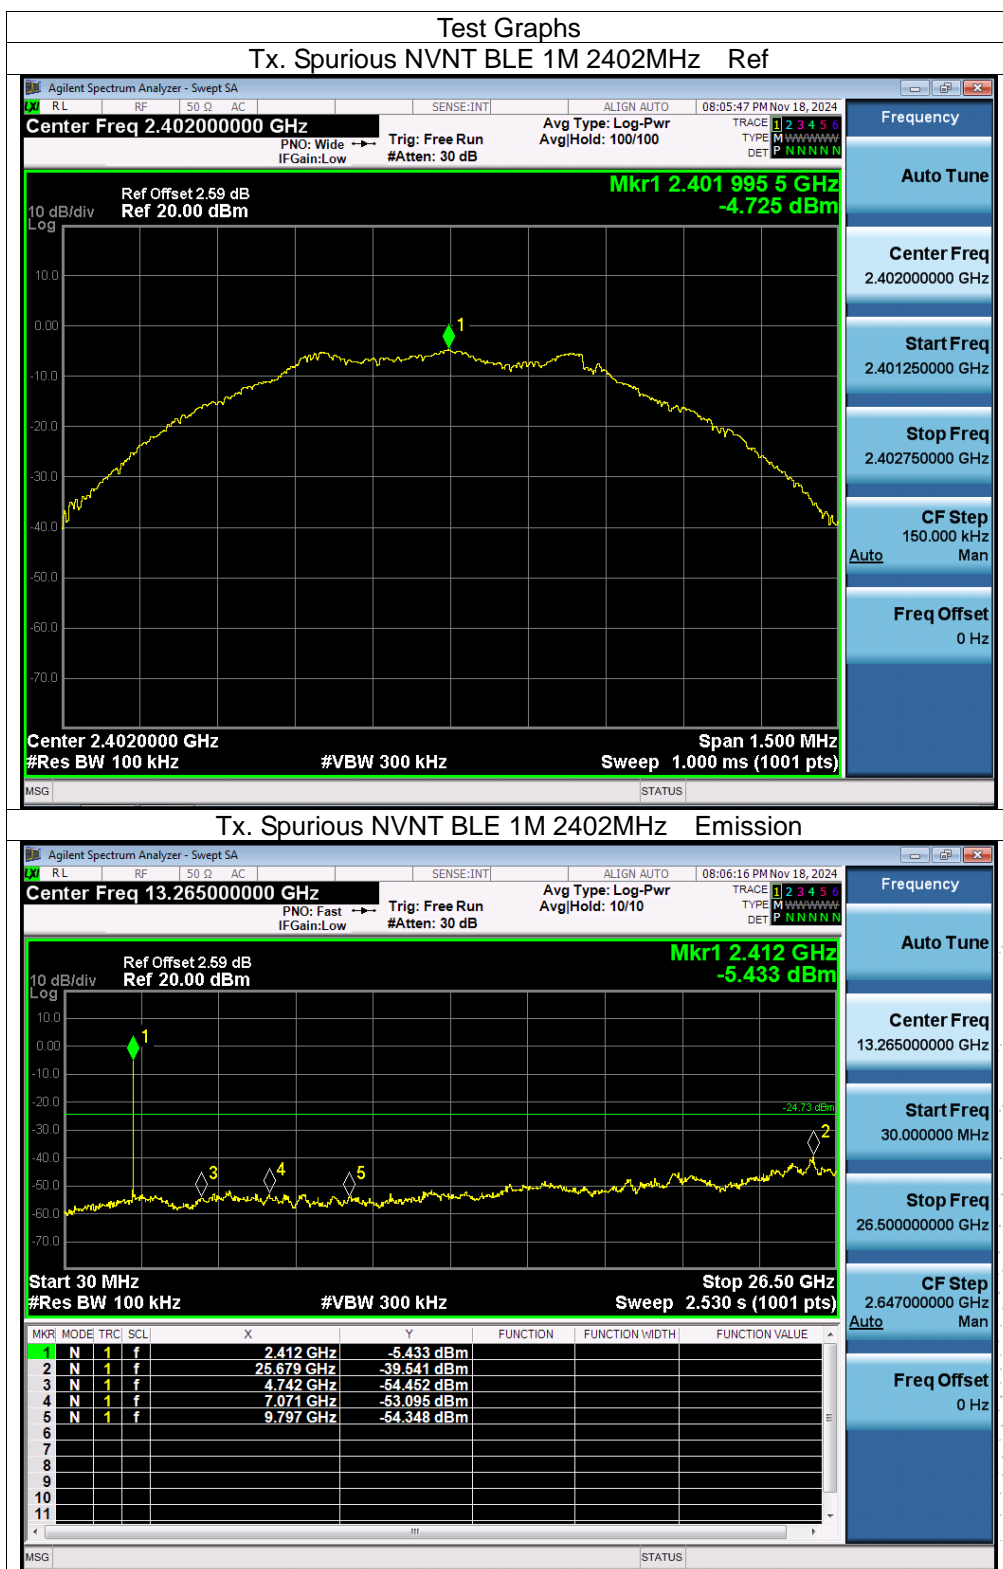 Test Graphs
Tx. Spurious NVNT BLE 1M 2402MHz Ref
Agilent Spectrum Analyzer - Swept SA
LXI RL RF 50 Ω AC SENSE:INT ALIGN AUTO 08:05:47 PM Nov 18, 2024
Center Freq 2.402000000 GHz
PNO: Wide
IFGain:Low
Trig: Free Run
#Atten: 30 dB
Avg Type: Log-Pwr
Avg|Hold: 100/100
TRACE 1 2 3 4 5 6
TYPE M WWWWW
DET P N N N N N
Frequency
Auto Tune
Center Freq
2.402000000 GHz
Start Freq
2.401250000 GHz
Stop Freq
2.402750000 GHz
CF Step
150.000 kHz
Auto Man
Freq Offset
0 Hz
Mkr1 2.401 995 5 GHz
-4.725 dBm
Ref Offset 2.59 dB
10 dB/div Ref 20.00 dBm
Log
10.0
0.00
-10.0
-20.0
-30.0
-40.0
-50.0
-60.0
-70.0
1
Center 2.4020000 GHz Span 1.500 MHz
#Res BW 100 kHz #VBW 300 kHz Sweep 1.000 ms (1001 pts)
MSG STATUS
Tx. Spurious NVNT BLE 1M 2402MHz Emission
Agilent Spectrum Analyzer - Swept SA
LXI RL RF 50 Ω AC SENSE:INT ALIGN AUTO 08:06:16 PM Nov 18, 2024
Center Freq 13.265000000 GHz
PNO: Fast
IFGain:Low
Trig: Free Run
#Atten: 30 dB
Avg Type: Log-Pwr
Avg|Hold: 10/10
TRACE 1 2 3 4 5 6
TYPE M WWWWW
DET P N N N N N
Frequency
Auto Tune
Center Freq
13.265000000 GHz
Start Freq
30.000000 MHz
Stop Freq
26.500000000 GHz
CF Step
2.647000000 GHz
Auto Man
Freq Offset
0 Hz
Mkr1 2.412 GHz
-5.433 dBm
Ref Offset 2.59 dB
10 dB/div Ref 20.00 dBm
Log
10.0
0.00
-10.0
-20.0
-30.0
-40.0
-50.0
-60.0
-70.0
1
-24.73 dBm
2
3
4
5
Start 30 MHz Stop 26.50 GHz
#Res BW 100 kHz #VBW 300 kHz Sweep 2.530 s (1001 pts)
MKR MODE TRC SCL X Y FUNCTION FUNCTION WIDTH FUNCTION VALUE
1 N 1 f 2.412 GHz -5.433 dBm
2 N 1 f 25.679 GHz -39.541 dBm
3 N 1 f 4.742 GHz -54.452 dBm
4 N 1 f 7.071 GHz -53.095 dBm
5 N 1 f 9.797 GHz -54.348 dBm
6
7
8
9
10
11
MSG STATUS